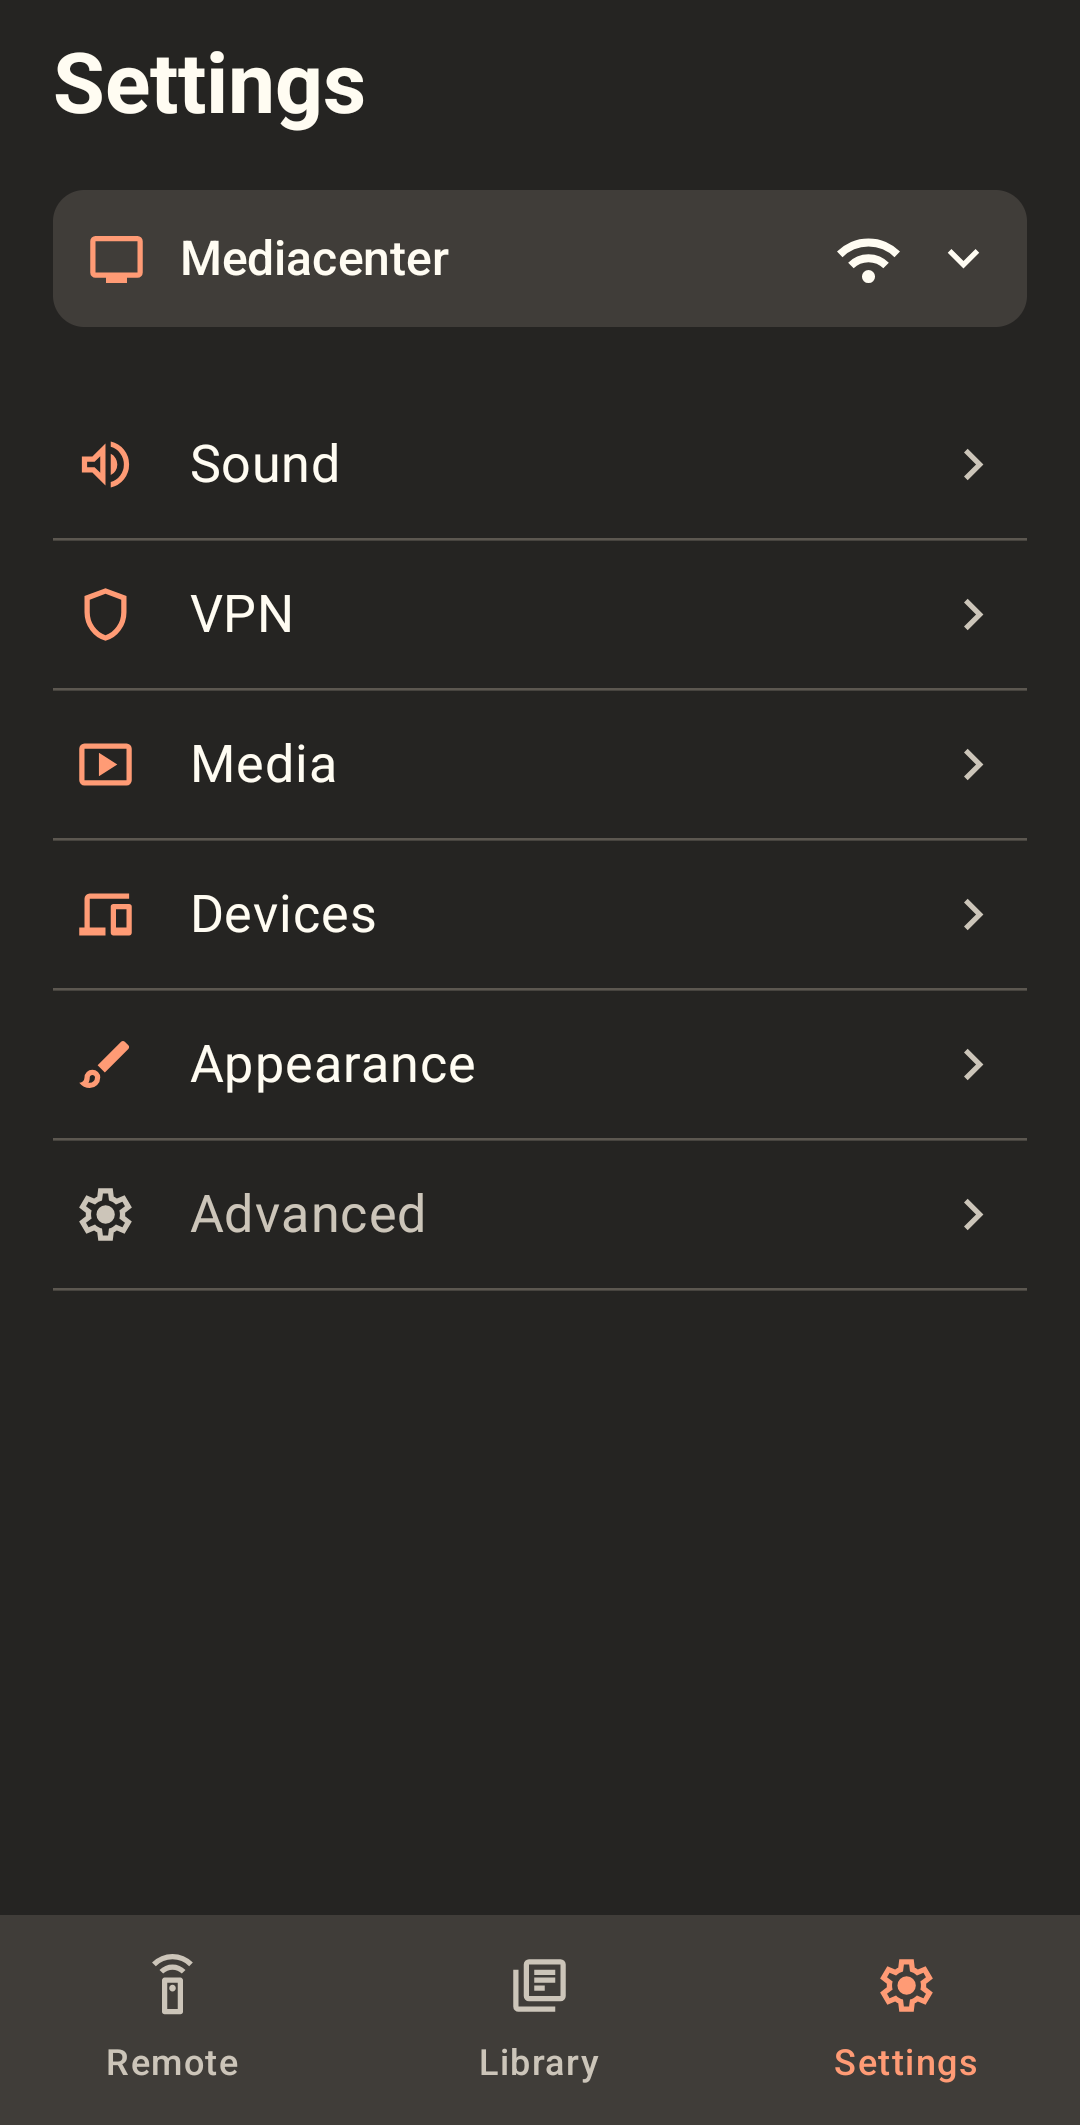 Settings
Mediacenter
Sound
VPN
Media
Devices
Appearance
Advanced
Remote
Library
Settings